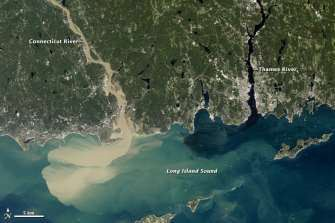 Connecticut River
Thames River
Long Island Sound
5 km
N